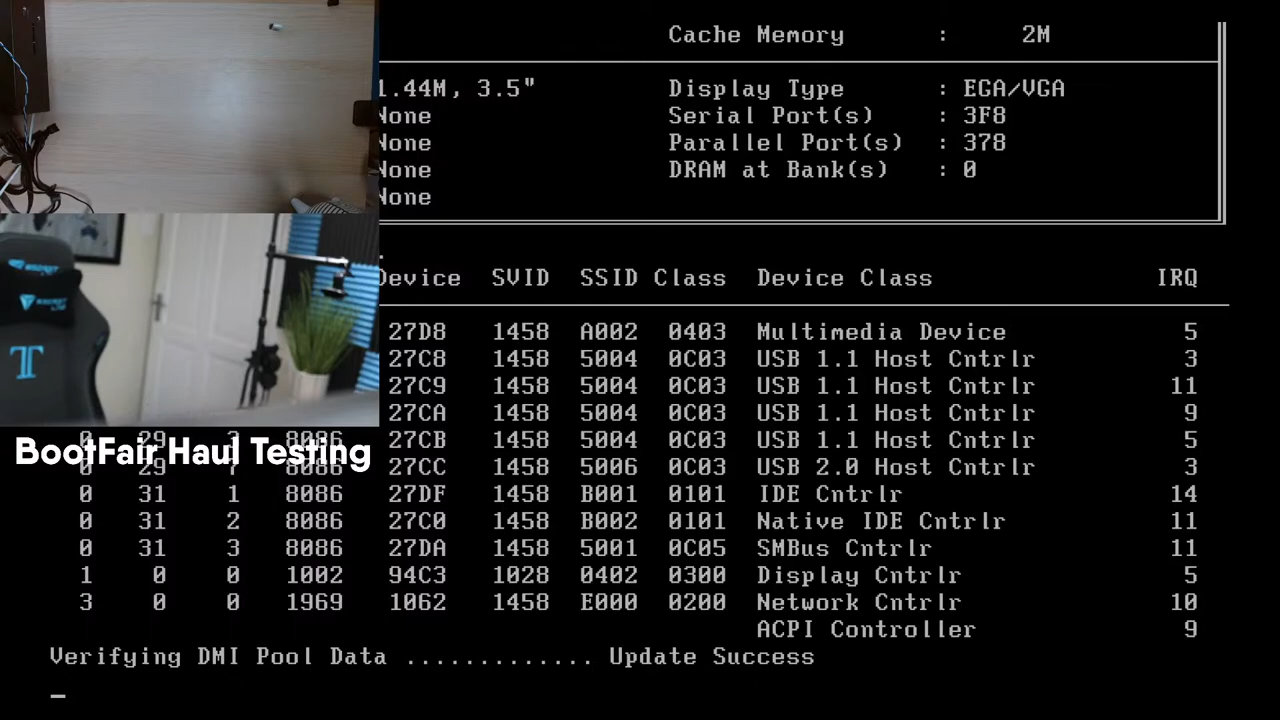 Cache Memory : 2M
1.44M, 3.5" Display Type : EGA/VGA
None Serial Port(s) : 3F8
None Parallel Port(s) : 378
None DRAM at Bank(s) : 0
None
Device SVID SSID Class Device Class IRQ
27D8 1458 A002 0403 Multimedia Device 5
27C8 1458 5004 0C03 USB 1.1 Host Cntrlr 3
27C9 1458 5004 0C03 USB 1.1 Host Cntrlr 11
27CA 1458 5004 0C03 USB 1.1 Host Cntrlr 9
0 29 3 8086 27CB 1458 5004 0C03 USB 1.1 Host Cntrlr 5
BootFair Haul Testing
0 29 7 8086 27CC 1458 5006 0C03 USB 2.0 Host Cntrlr 3
0 31 1 8086 27DF 1458 B001 0101 IDE Cntrlr 14
0 31 2 8086 27C0 1458 B002 0101 Native IDE Cntrlr 11
0 31 3 8086 27DA 1458 5001 0C05 SMBus Cntrlr 11
1 0 0 1002 94C3 1028 0402 0300 Display Cntrlr 5
3 0 0 1969 1062 1458 E000 0200 Network Cntrlr 10
ACPI Controller 9
Verifying DMI Pool Data ............. Update Success